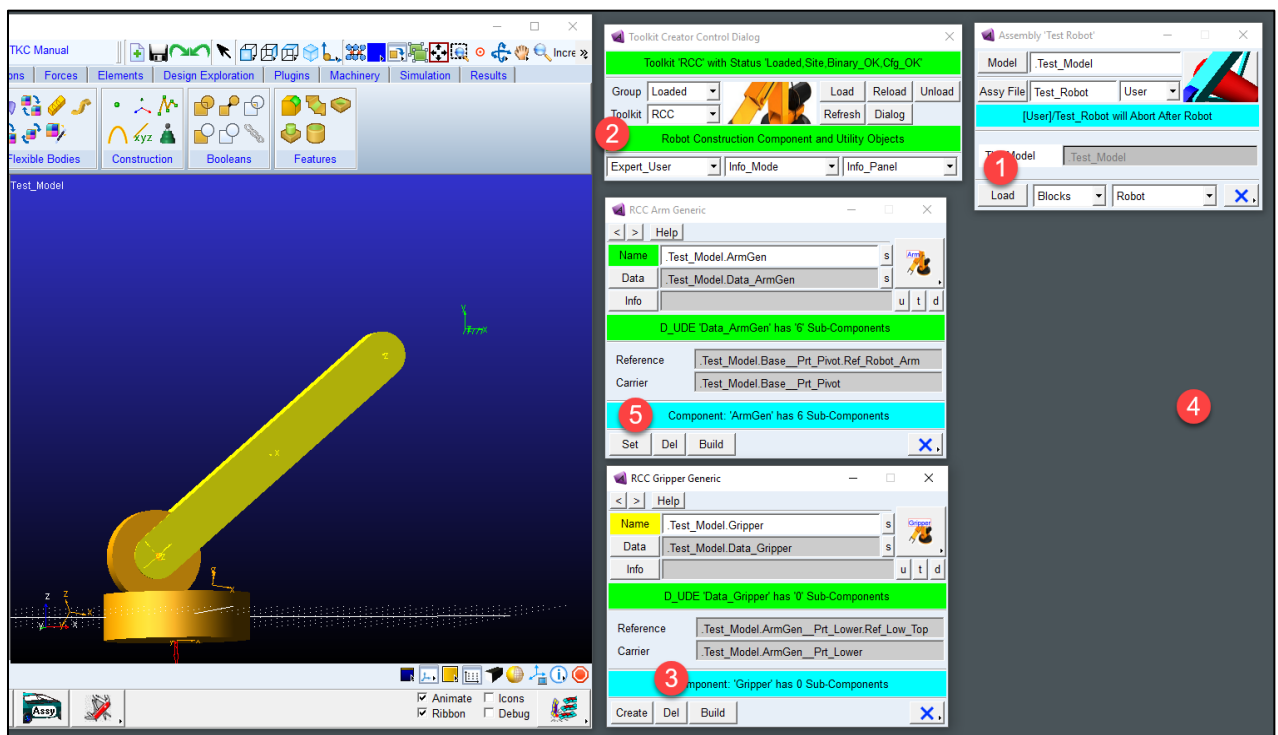 TKC Manual
Incre »
ons Forces Elements Design Exploration Plugins Machinery Simulation Results
xyz
Flexible Bodies Construction Booleans Features
Test_Model
Y
x
z
X
Z Z X
Y X
Assy
Animate Icons
Ribbon Debug
Toolkit Creator Control Dialog
Toolkit 'RCC' with Status 'Loaded,Site,Binary_OK,Cfg_OK'
Group Loaded Load Reload Unload
Toolkit RCC Refresh Dialog
2
Robot Construction Component and Utility Objects
Expert_User Info_Mode Info_Panel
RCC Arm Generic
< > Help
Name .Test_Model.ArmGen s Arm
Data .Test_Model.Data_ArmGen s
Info u t d
D_UDE 'Data_ArmGen' has '6' Sub-Components
Reference .Test_Model.Base__Prt_Pivot.Ref_Robot_Arm
Carrier .Test_Model.Base__Prt_Pivot
5
Component: 'ArmGen' has 6 Sub-Components
Set Del Build
RCC Gripper Generic
< > Help
Name .Test_Model.Gripper s Gripper
Data .Test_Model.Data_Gripper s
Info u t d
D_UDE 'Data_Gripper' has '0' Sub-Components
Reference .Test_Model.ArmGen__Prt_Lower.Ref_Low_Top
Carrier .Test_Model.ArmGen__Prt_Lower
3
mponent: 'Gripper' has 0 Sub-Components
Create Del Build
Assembly 'Test Robot'
Model .Test_Model
Assy File Test_Robot User
[User]/Test_Robot will Abort After Robot
Model .Test_Model
1
Load Blocks Robot
4